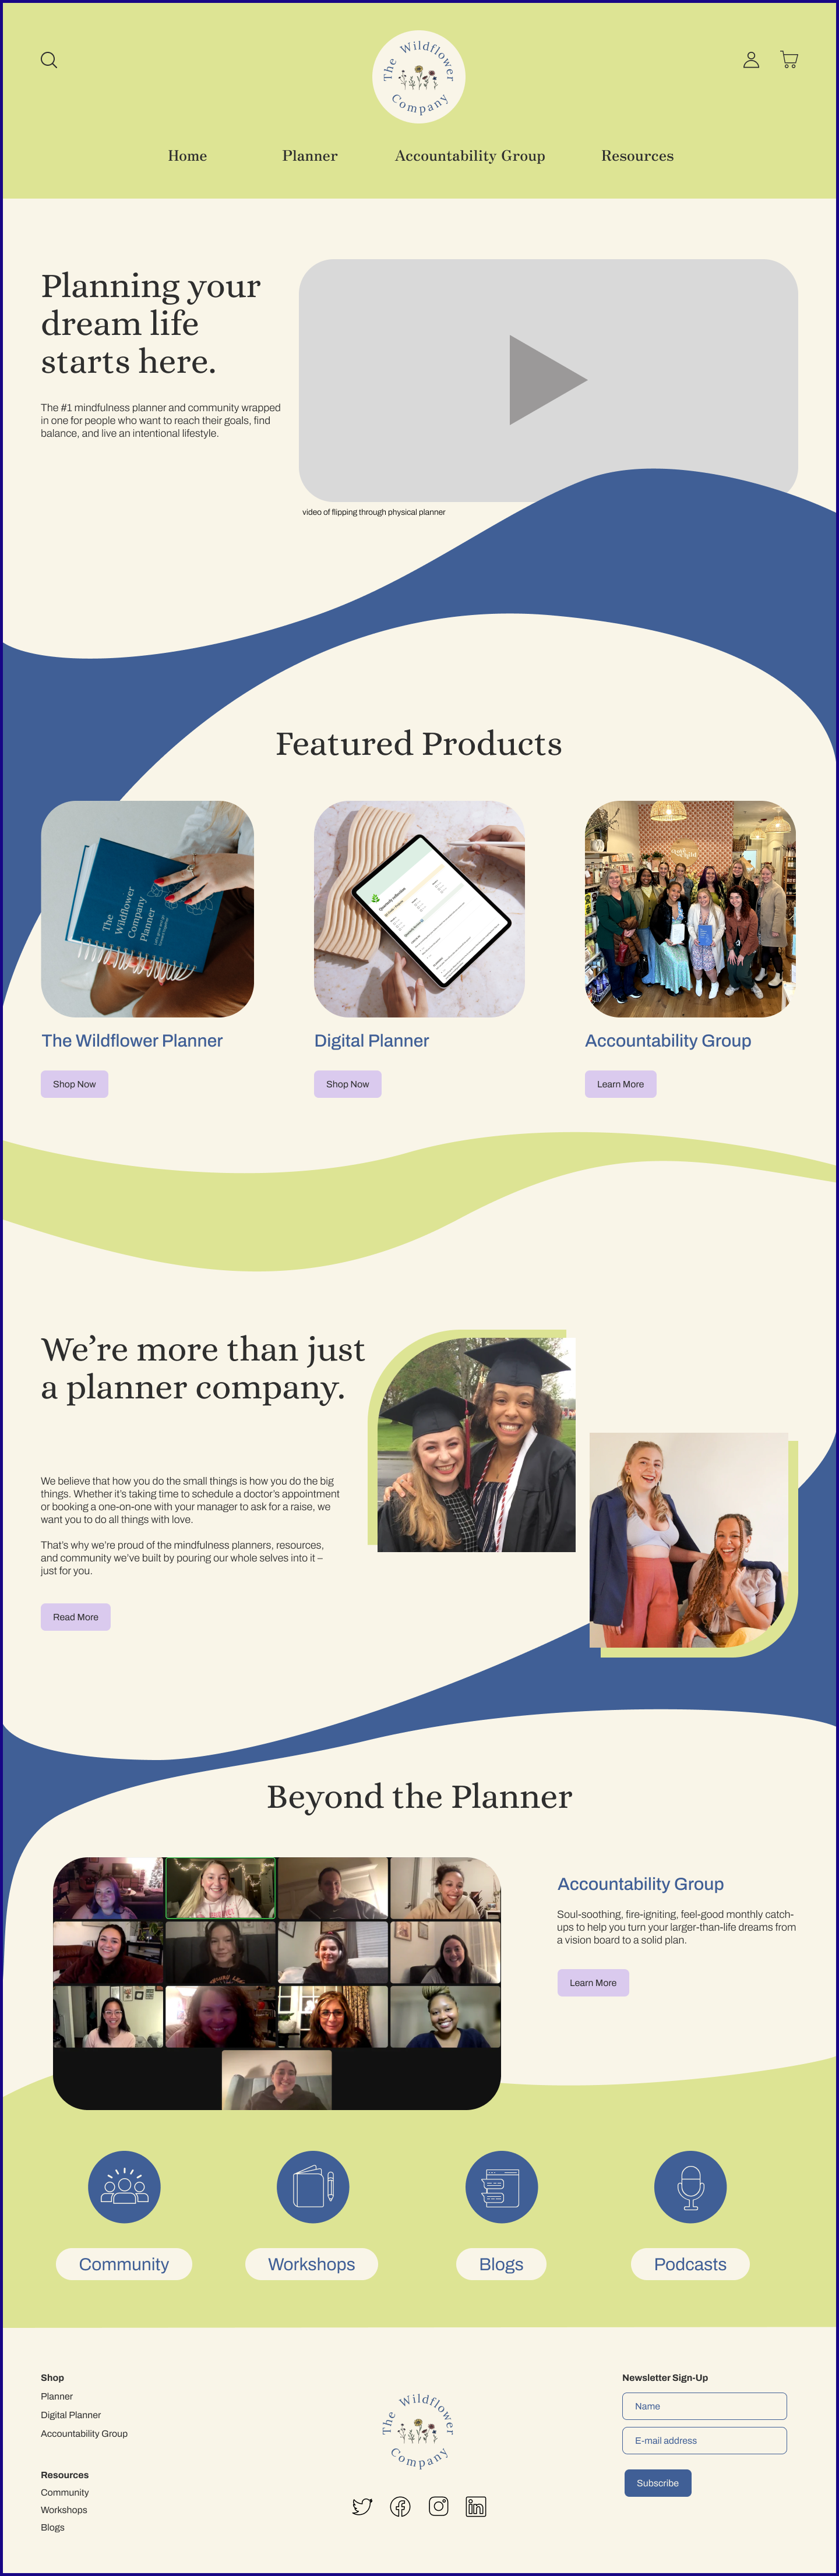 The Wildflower
Company
Home
Planner
Accountability Group
Resources
Planning your
dream life
starts here.
The #1 mindfulness planner and community wrapped
in one for people who want to reach their goals, find
balance, and live an intentional lifestyle.
video of flipping through physical planner
Featured Products
The
Wildflower
Company
Planner
The Wildflower Planner
Shop Now
Digital Planner
Shop Now
Accountability Group
Learn More
We’re more than just
a planner company.
We believe that how you do the small things is how you do the big
things. Whether it’s taking time to schedule a doctor’s appointment
or booking a one-on-one with your manager to ask for a raise, we
want you to do all things with love.
That’s why we’re proud of the mindfulness planners, resources,
and community we’ve built by pouring our whole selves into it –
just for you.
Read More
Beyond the Planner
Accountability Group
Soul-soothing, fire-igniting, feel-good monthly catch-
ups to help you turn your larger-than-life dreams from
a vision board to a solid plan.
Learn More
Community
Workshops
Blogs
Podcasts
Shop
Planner
Digital Planner
Accountability Group
Resources
Community
Workshops
Blogs
The Wildflower
Company
Newsletter Sign-Up
Name
E-mail address
Subscribe